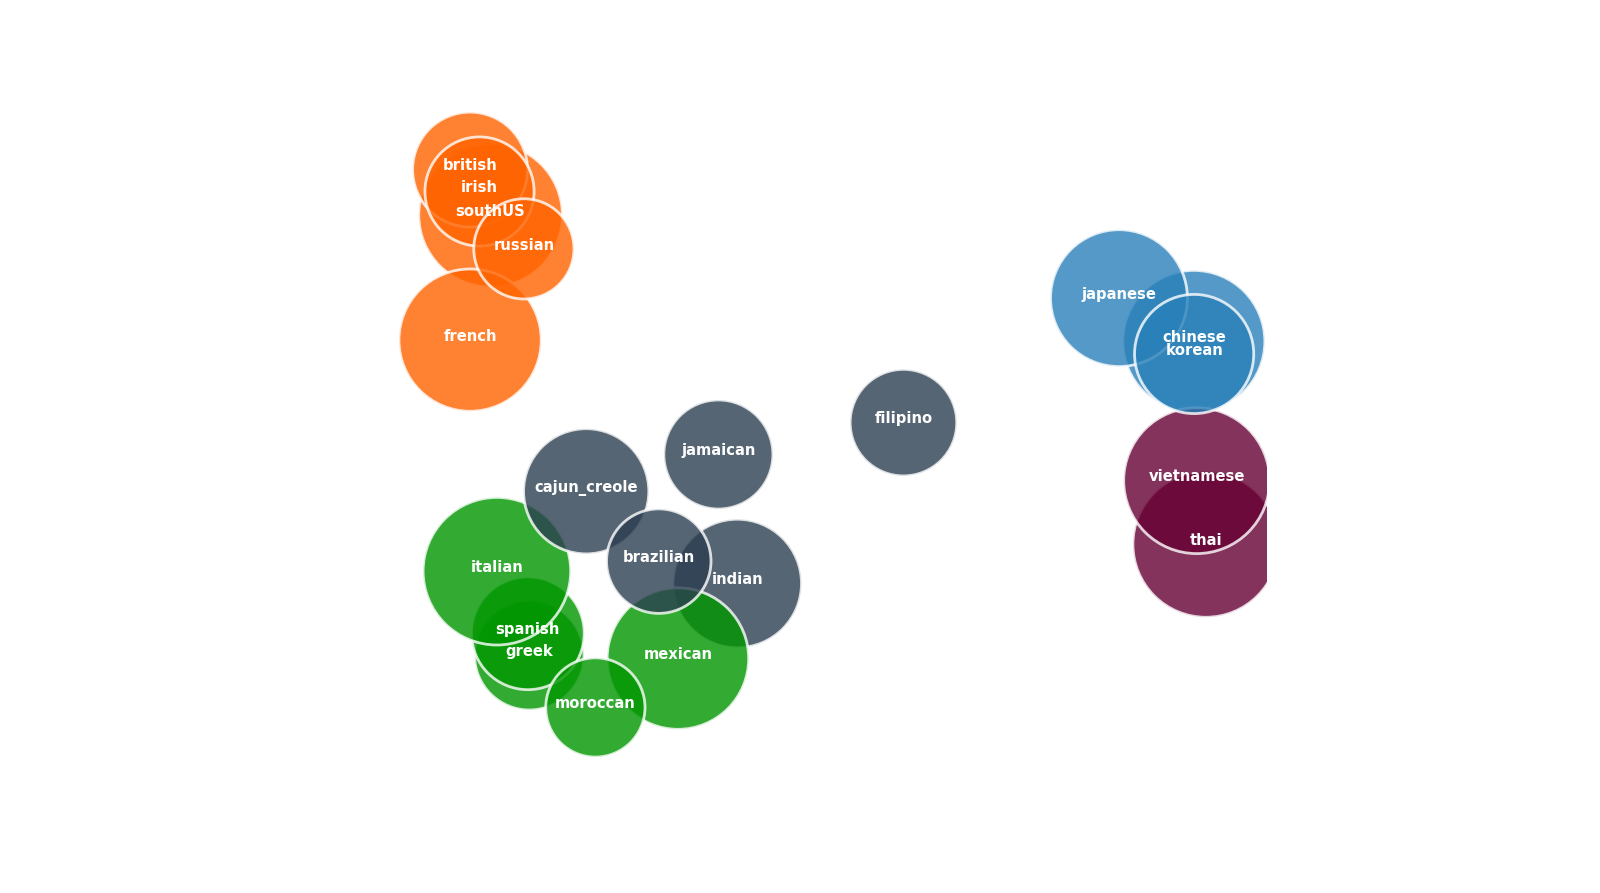 british
irish
southUS
russian
french
japanese
chinese
korean
filipino
jamaican
vietnamese
cajun_creole
thai
brazilian
italian
indian
spanish
greek
mexican
moroccan